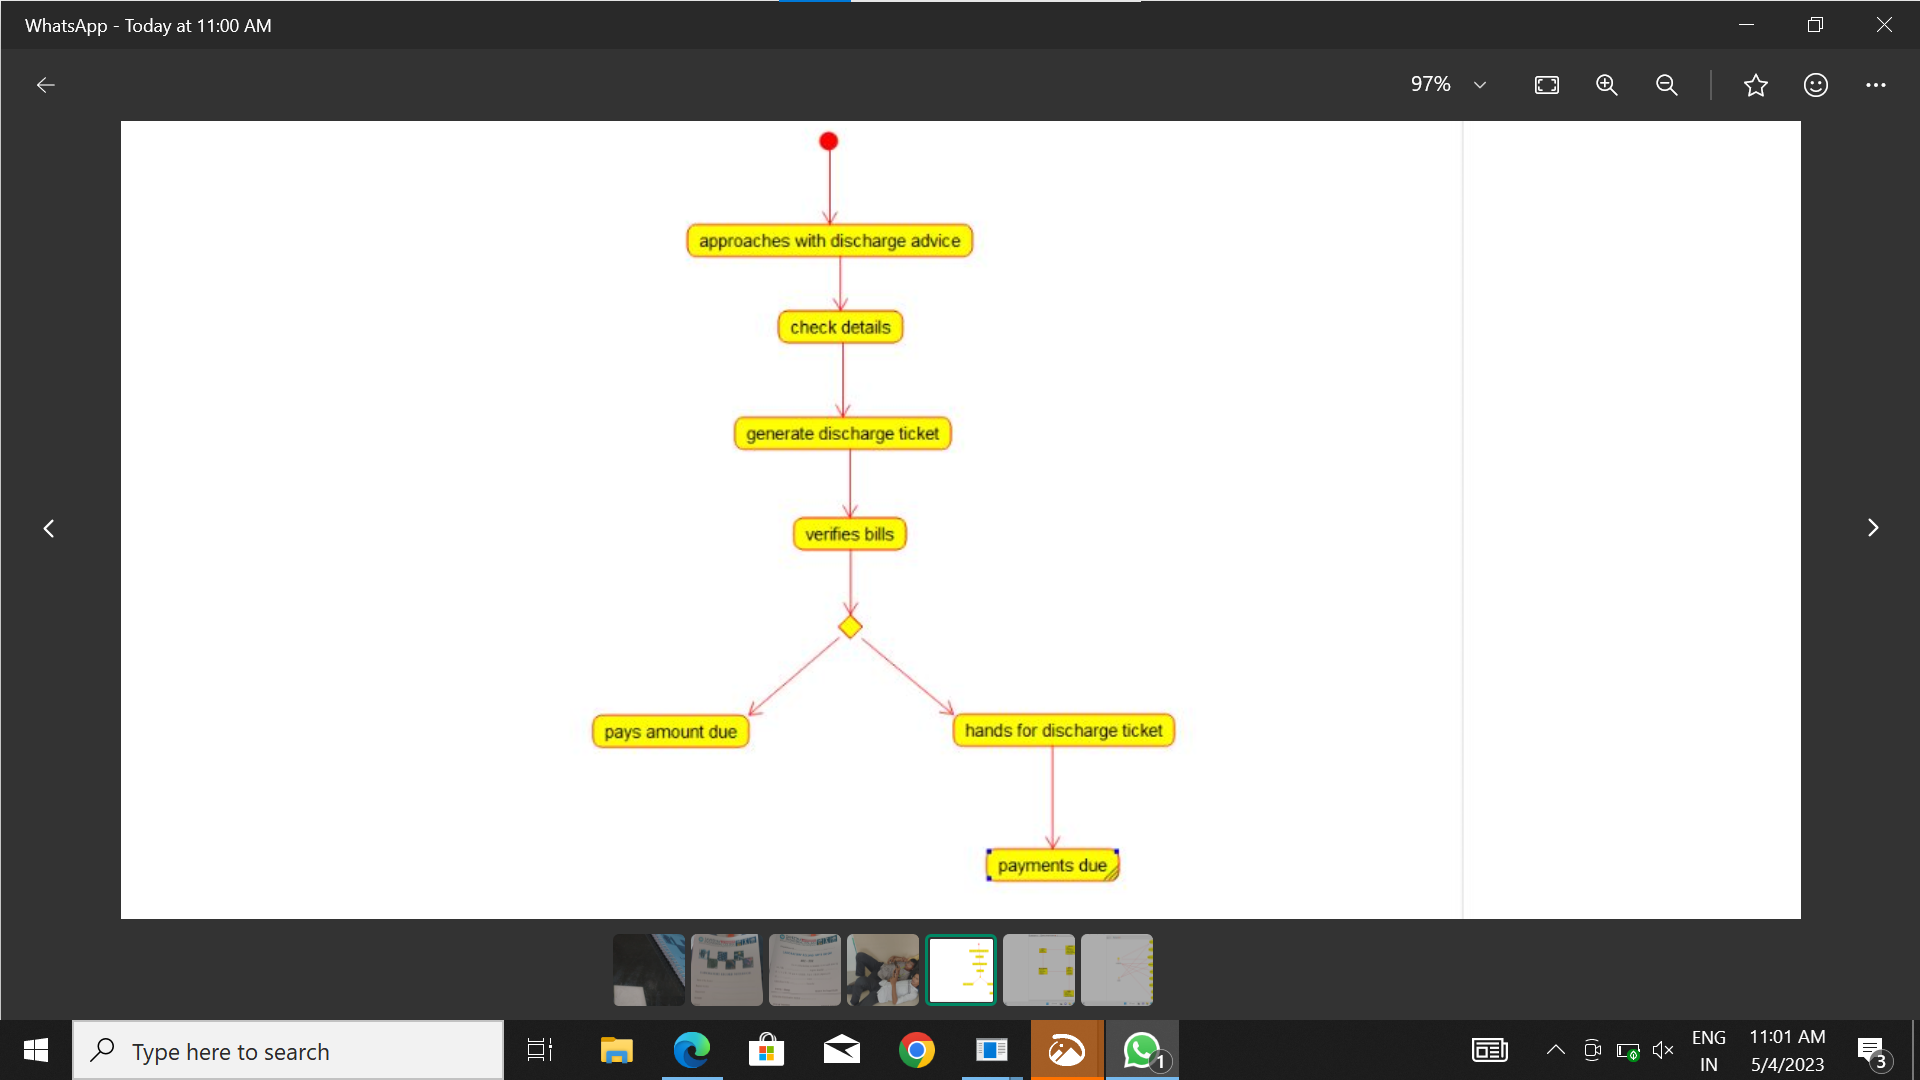 WhatsApp - Today at 11:00 AM
97%
approaches with discharge advice
check details
generate discharge ticket
verifies bills
pays amount due
hands for discharge ticket
payments due
Type here to search
1
ENG
IN
11:01 AM
5/4/2023
3